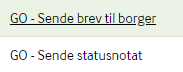 GO - Sende brev til borger
GO - Sende statusnotat